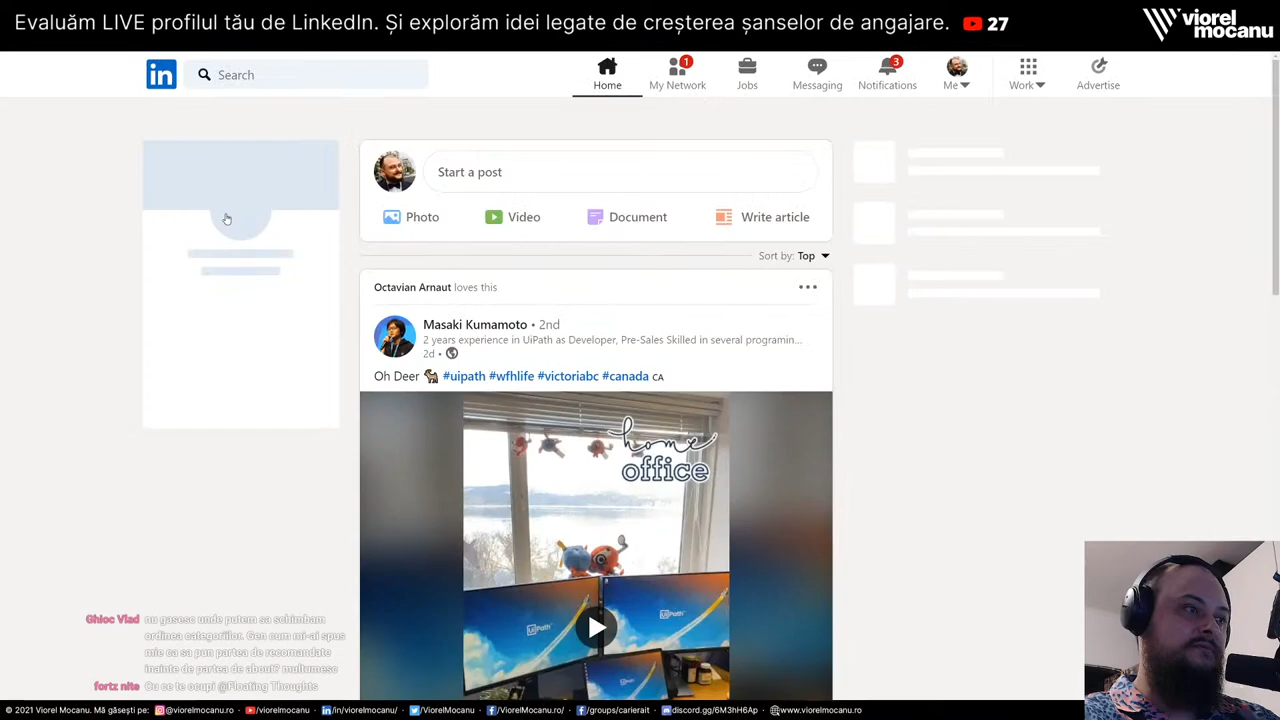 Evaluăm LIVE profilul tău de LinkedIn. Și explorăm idei legate de creșterea șanselor de angajare. 27
viorel mocanu
in Search
1
3
Home My Network Jobs Messaging Notifications Me Work Advertise
Start a post
Photo Video Document Write article
Sort by: Top
Octavian Arnaut loves this
Masaki Kumamoto • 2nd
2 years experience in UiPath as Developer, Pre-Sales Skilled in several programin...
2d •
Oh Deer #uipath #wfhlife #victoriabc #canada CA
home
office
UiPath UiPath
Ghioc Vlad nu gasesc unde putem sa schimbam
ordinea categoriilor. Gen cum mi-ai spus
mie ca sa pun partea de recomandate
inainte de partea de about? multumesc
fortz nite Cu ce te ocupi @Floating Thoughts
© 2021 Viorel Mocanu. Mă găsești pe: @viorelmocanu.ro /viorelmocanu /in/viorelmocanu/ /ViorelMocanu /ViorelMocanu.ro/ /groups/carierait discord.gg/6M3hH6Ap www.viorelmocanu.ro